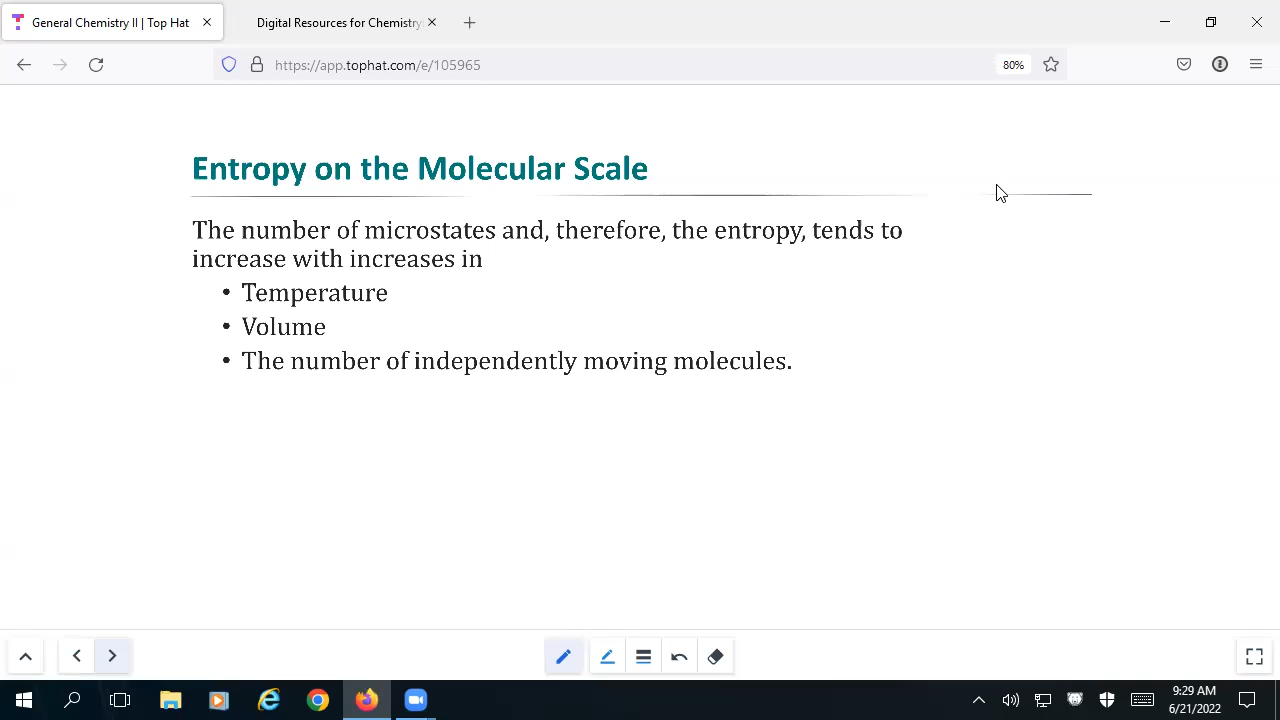 General Chemistry II | Top Hat
Digital Resources for Chemistry
https://app.tophat.com/e/105965
80%
Entropy on the Molecular Scale
The number of microstates and, therefore, the entropy, tends to
increase with increases in
• Temperature
• Volume
• The number of independently moving molecules.
9:29 AM
6/21/2022